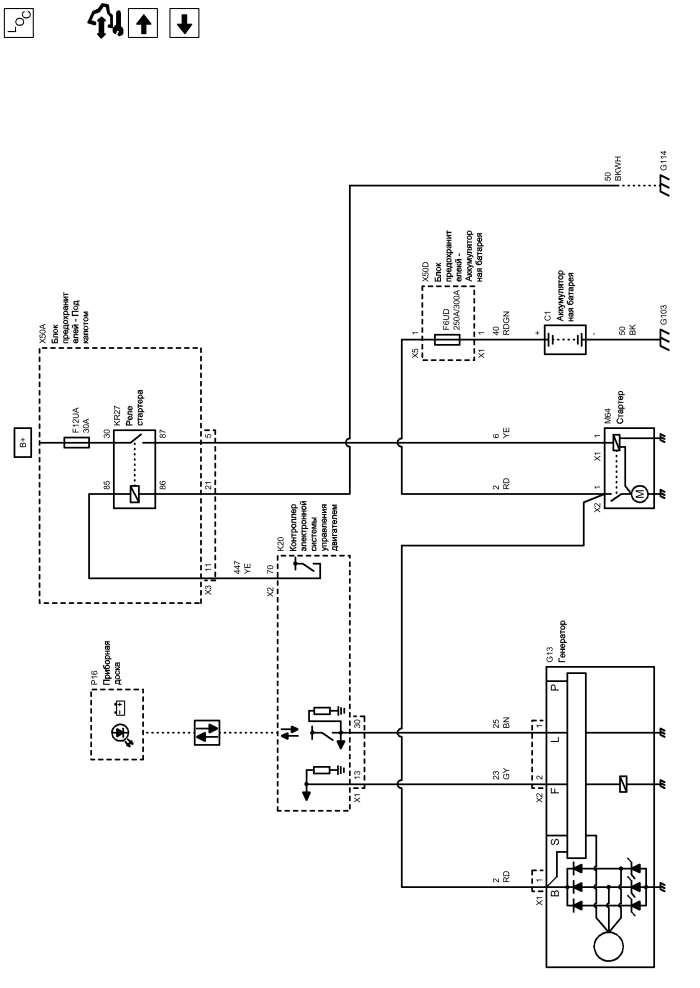 LOC
50
BKWH
G114
X50D
Блок
предохранит
елекй -
Аккумулятор
ная батарея
X5
1
F6UD
250A/300A
X1
1
40
RDGN
+
-
C1
Аккумулятор
ная батарея
50
BK
G103
X50A
Блок
предохранит
елей - Под
капотом
B+
F12UA
30A
30
KR27
Реле
стартера
87
85
86
5
21
11
X3
6
YE
2
RD
M64
Стартер
X1
1
X2
1
M
447
YE
K20
Контроллер
электронной
системы
управления
двигателем
X2
70
P16
Приборная
доска
- +
30
13
X1
25
BN
23
GY
2
RD
G13
Генератор
P
L
F
S
B
1
2
X2
X1
1